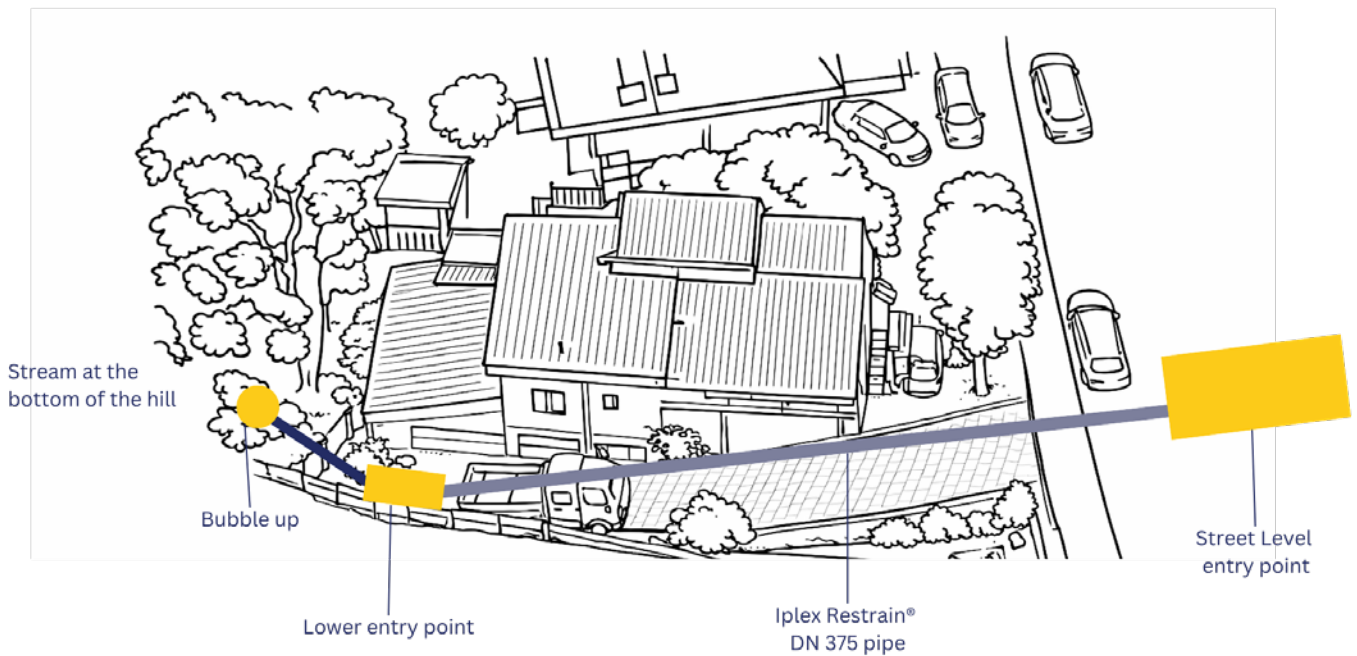 Stream at the
bottom of the hill
Bubble up
Lower entry point
Iplex Restrain®
DN 375 pipe
Street Level
entry point